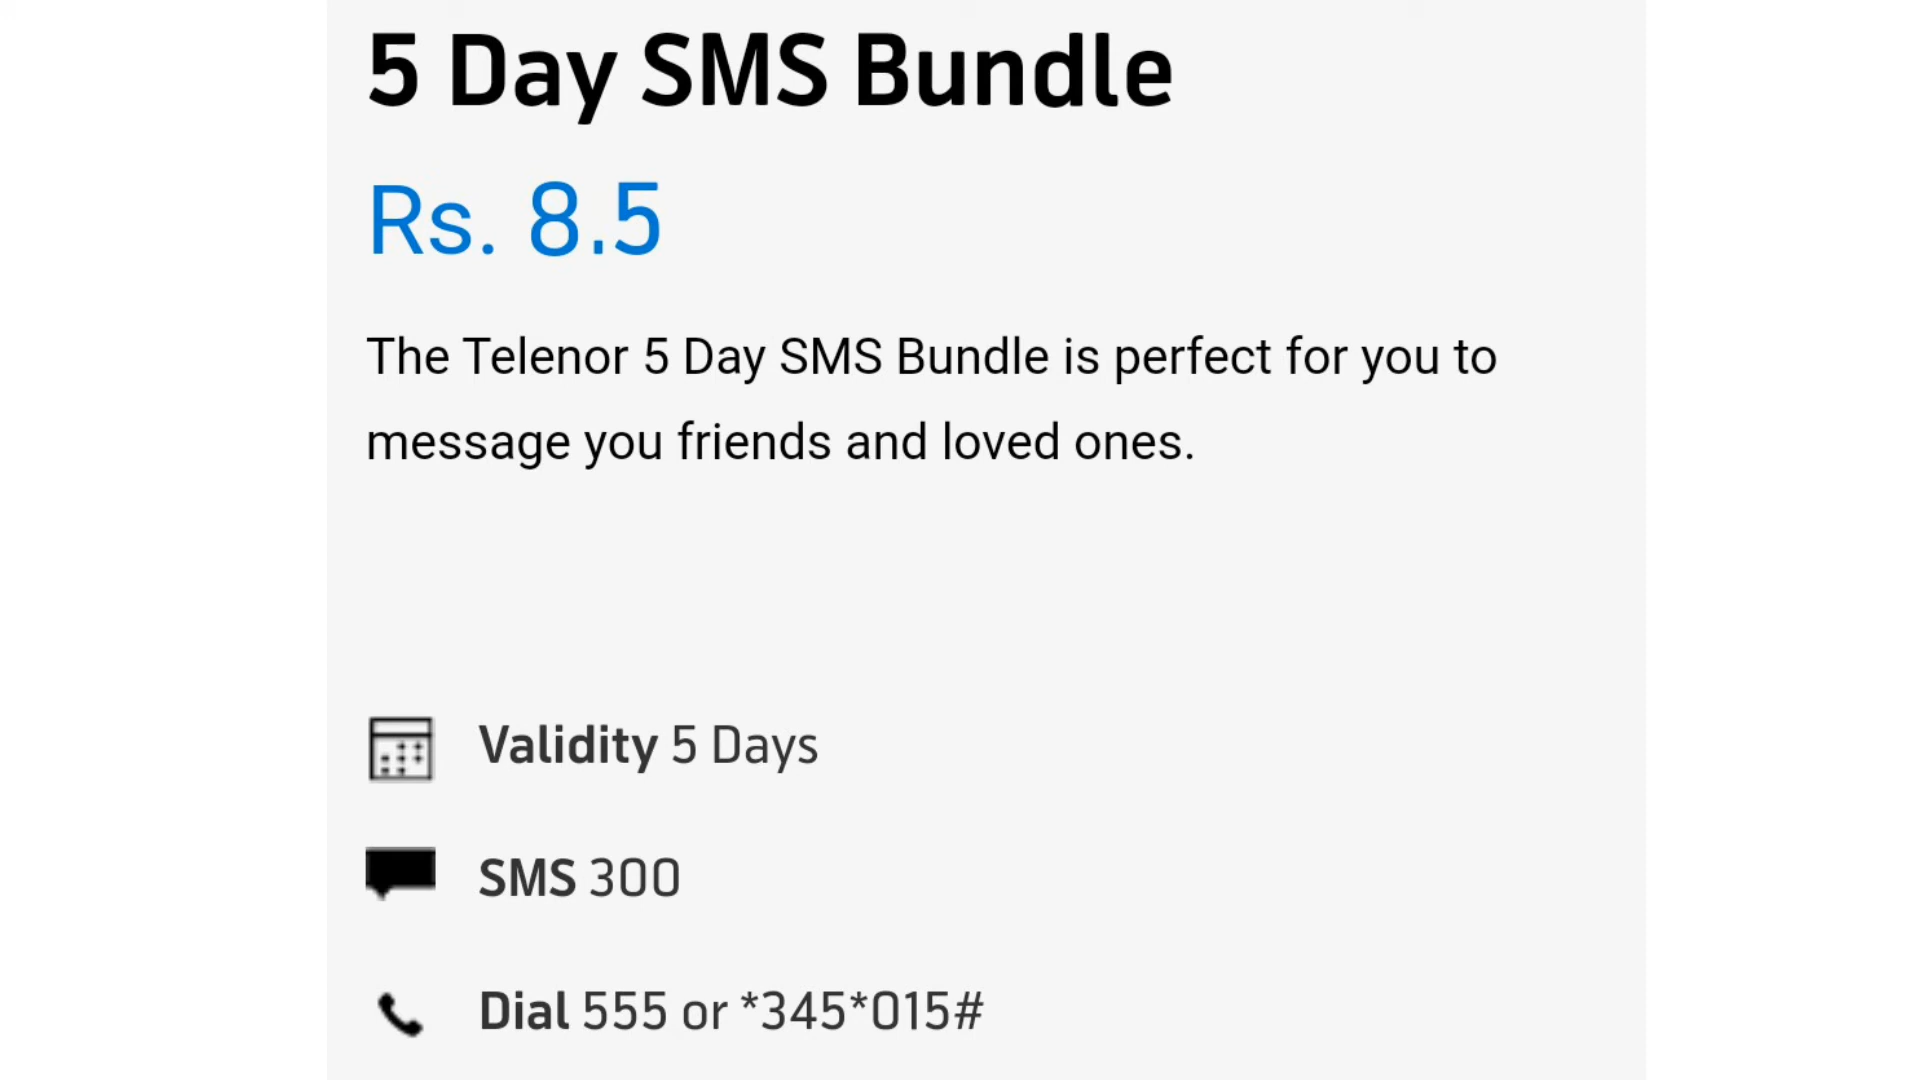 5 Day SMS Bundle
Rs. 8.5
The Telenor 5 Day SMS Bundle is perfect for you to
message you friends and loved ones.
Validity 5 Days
SMS 300
Dial 555 or *345*015#